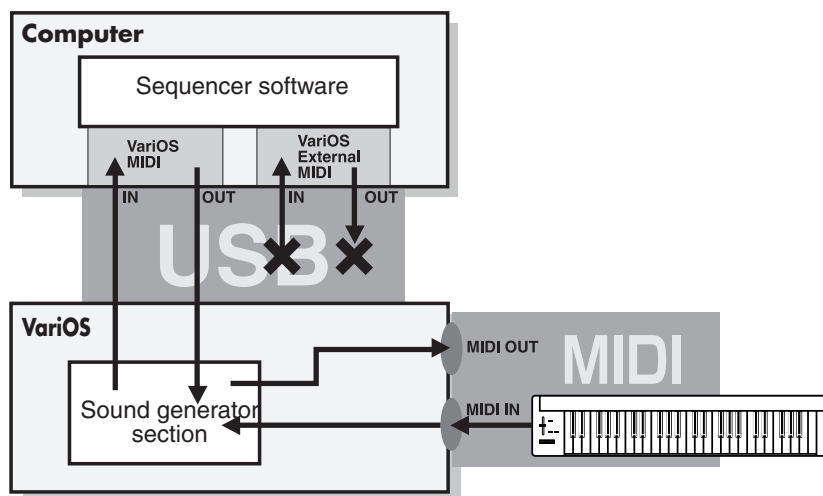 Computer
Sequencer software
VariOS
MIDI
VariOS
External
MIDI
IN
OUT
IN
OUT
USB
VariOS
MIDI OUT
MIDI
MIDI IN
Sound generator
section